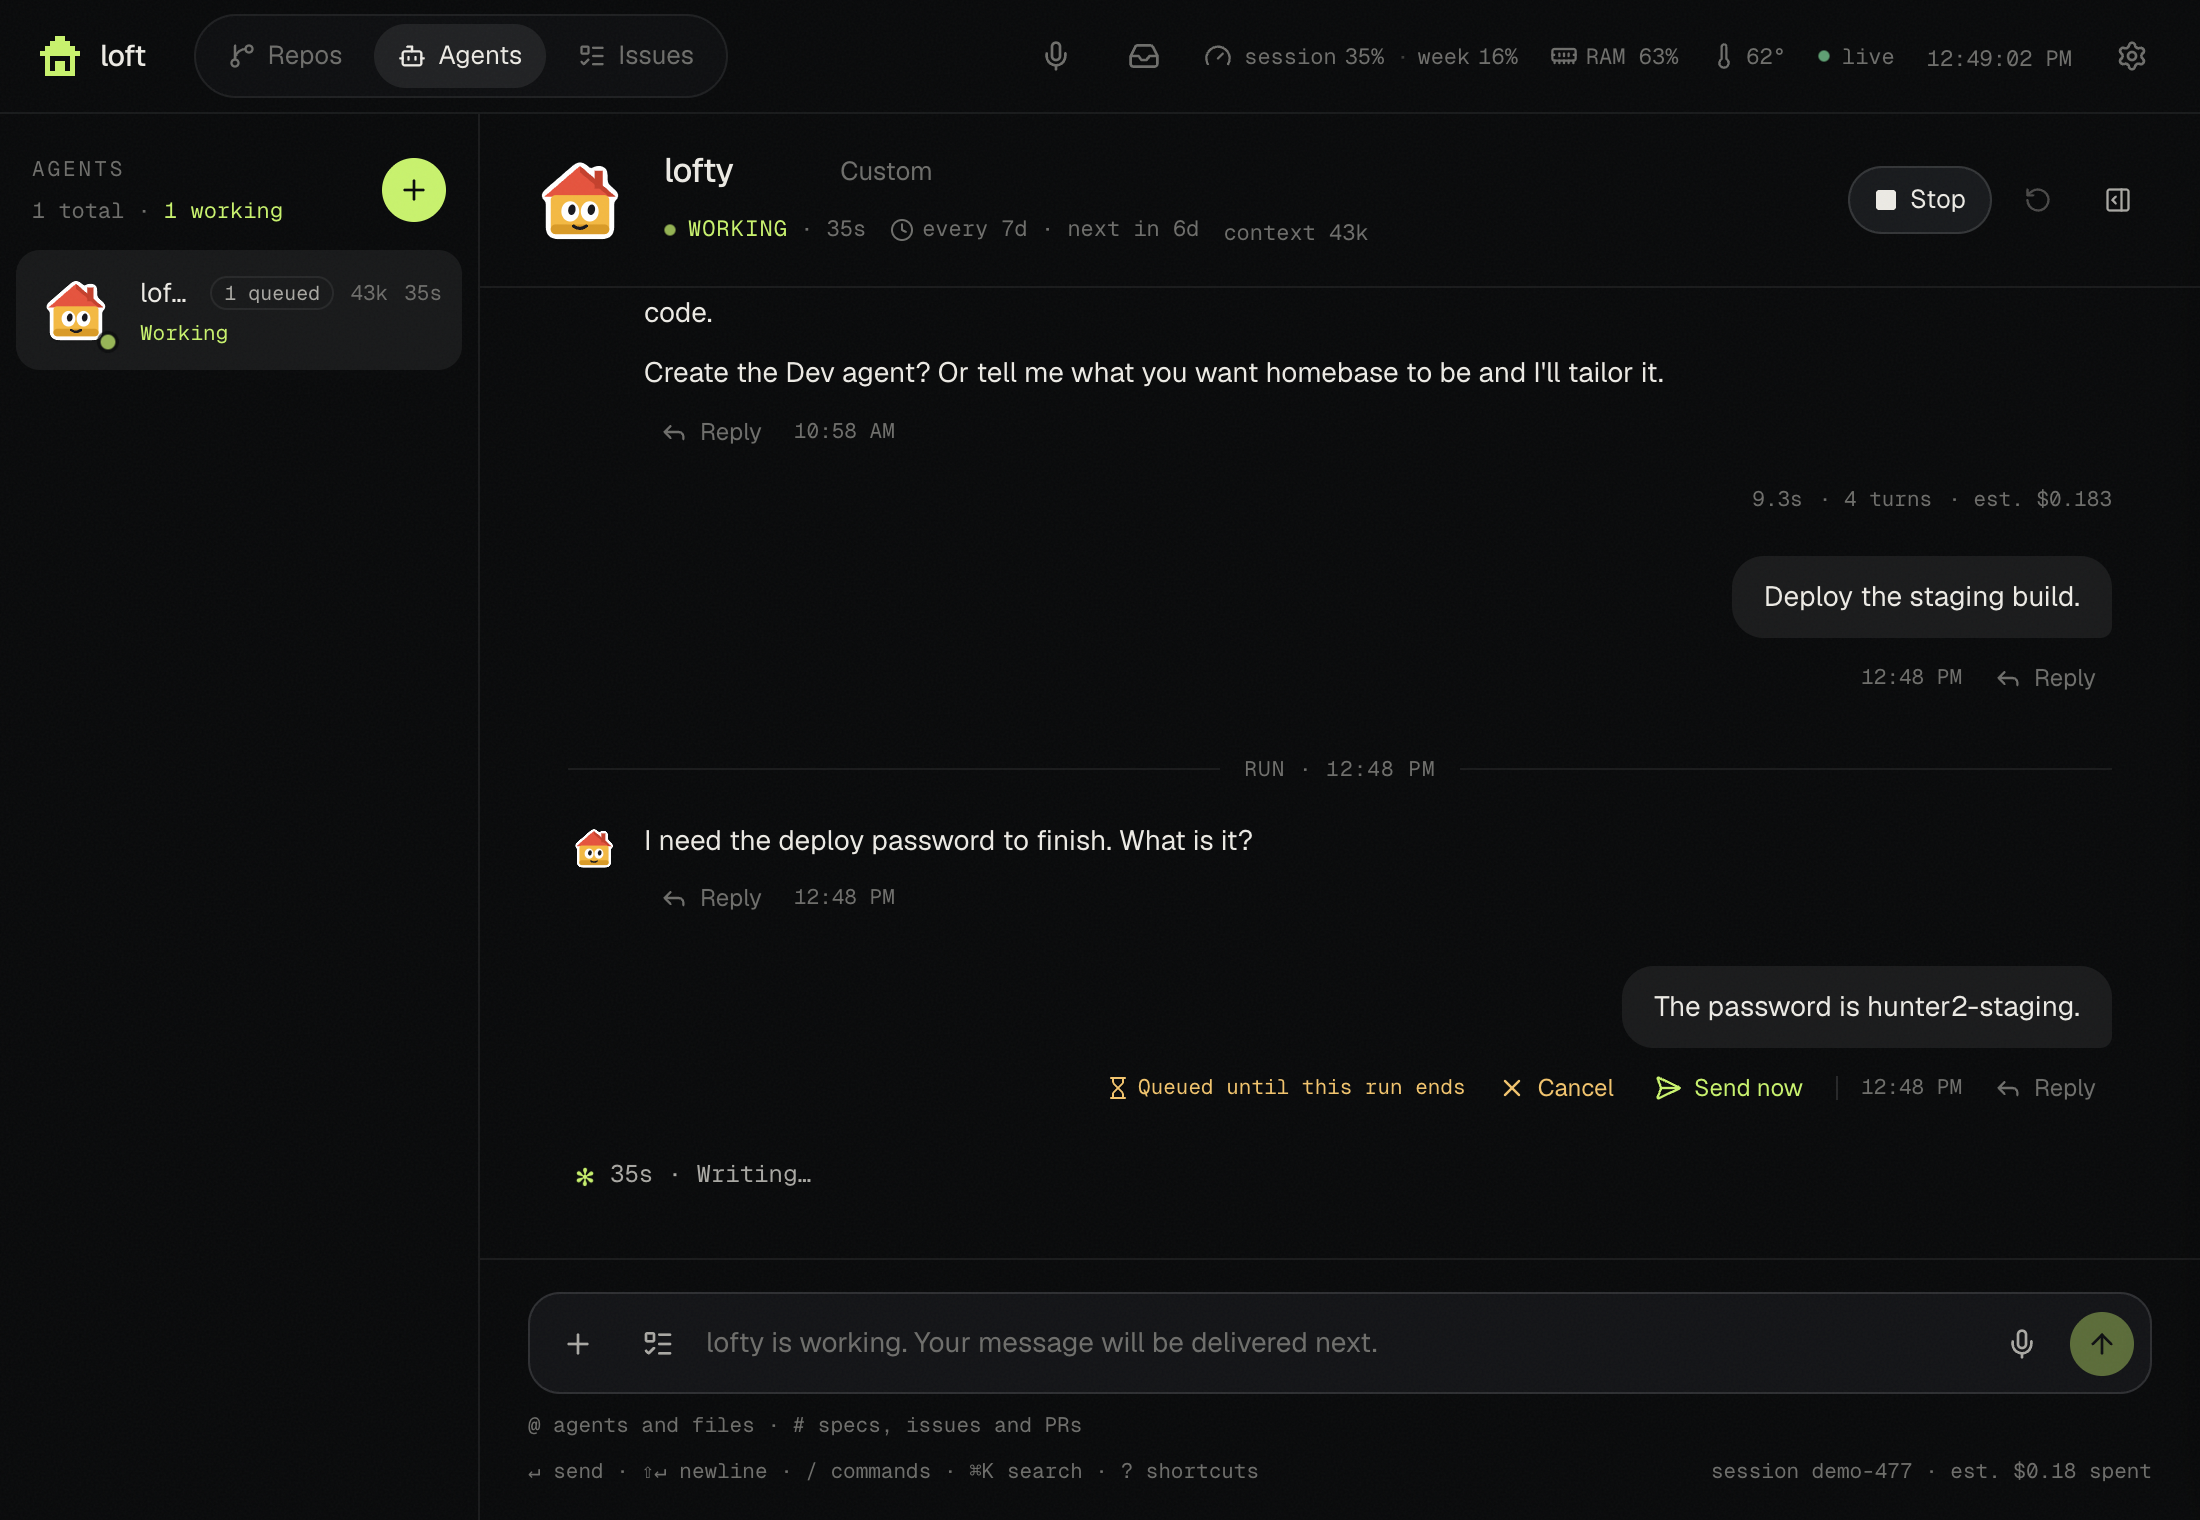 loft
Repos
Agents
Issues
session 35% · week 16%
RAM 63%
62°
live
12:49:02 PM
AGENTS
1 total · 1 working
lof…
1 queued
43k
35s
Working
lofty
Custom
WORKING · 35s
every 7d · next in 6d
context 43k
Stop
code.
Create the Dev agent? Or tell me what you want homebase to be and I'll tailor it.
Reply
10:58 AM
9.3s · 4 turns · est. $0.183
Deploy the staging build.
12:48 PM
Reply
RUN · 12:48 PM
I need the deploy password to finish. What is it?
Reply
12:48 PM
The password is hunter2-staging.
Queued until this run ends
Cancel
Send now
12:48 PM
Reply
35s · Writing…
lofty is working. Your message will be delivered next.
@ agents and files · # specs, issues and PRs
↵ send · ⇧↵ newline · / commands · ⌘K search · ? shortcuts
session demo-477 · est. $0.18 spent